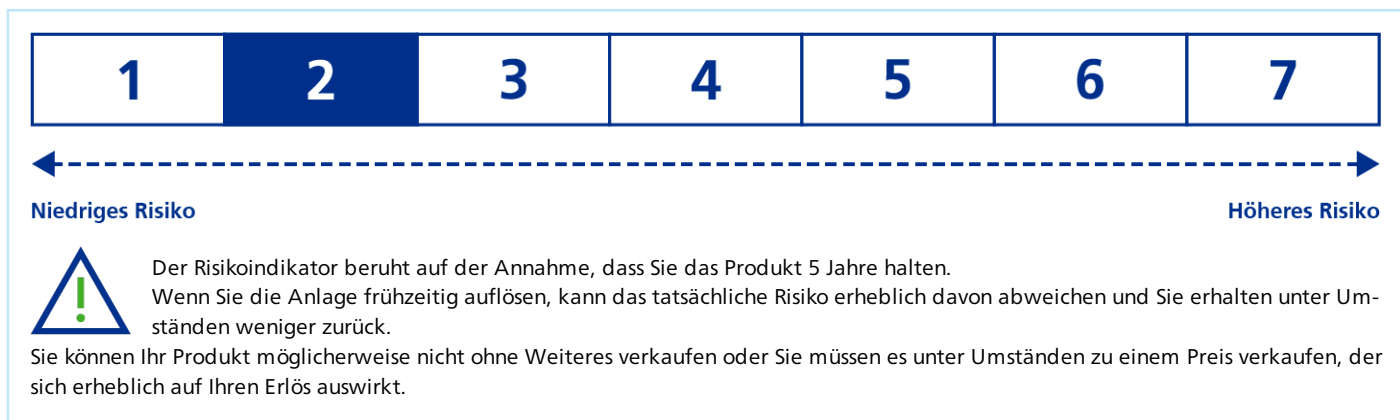 1 2 3 4 5 6 7
Niedriges Risiko Höheres Risiko
Der Risikoindikator beruht auf der Annahme, dass Sie das Produkt 5 Jahre halten.
Wenn Sie die Anlage frühzeitig auflösen, kann das tatsächliche Risiko erheblich davon abweichen und Sie erhalten unter Um-
ständen weniger zurück.
Sie können Ihr Produkt möglicherweise nicht ohne Weiteres verkaufen oder Sie müssen es unter Umständen zu einem Preis verkaufen, der
sich erheblich auf Ihren Erlös auswirkt.